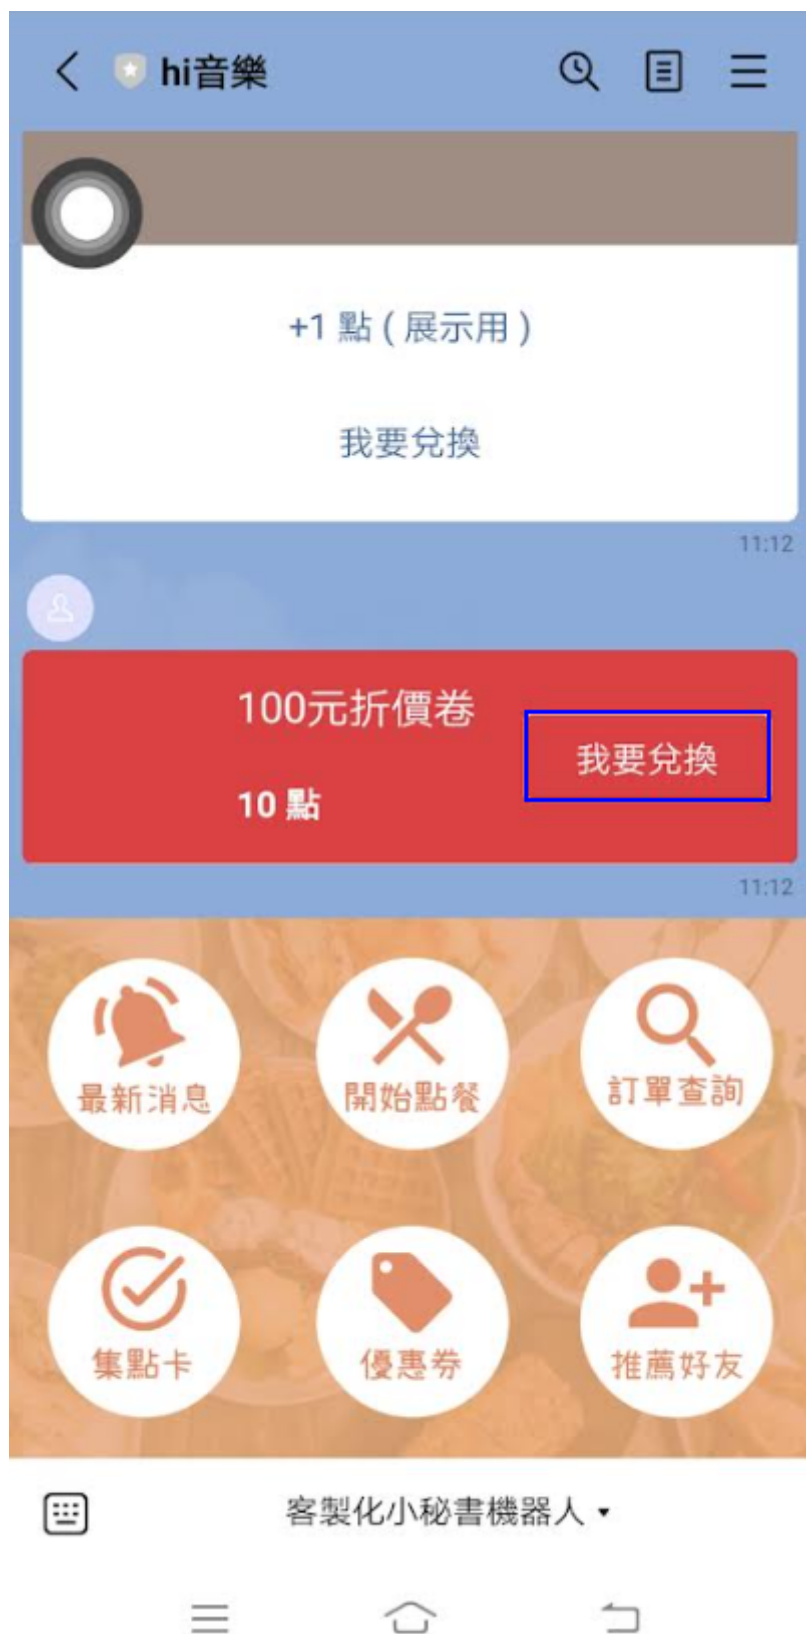 hi音樂
+1 點 ( 展示用 )
我要兌換
11:12
100元折價卷
我要兌換
10 點
11:12
最新消息
開始點餐
訂單查詢
集點卡
優惠券
推薦好友
客製化小秘書機器人